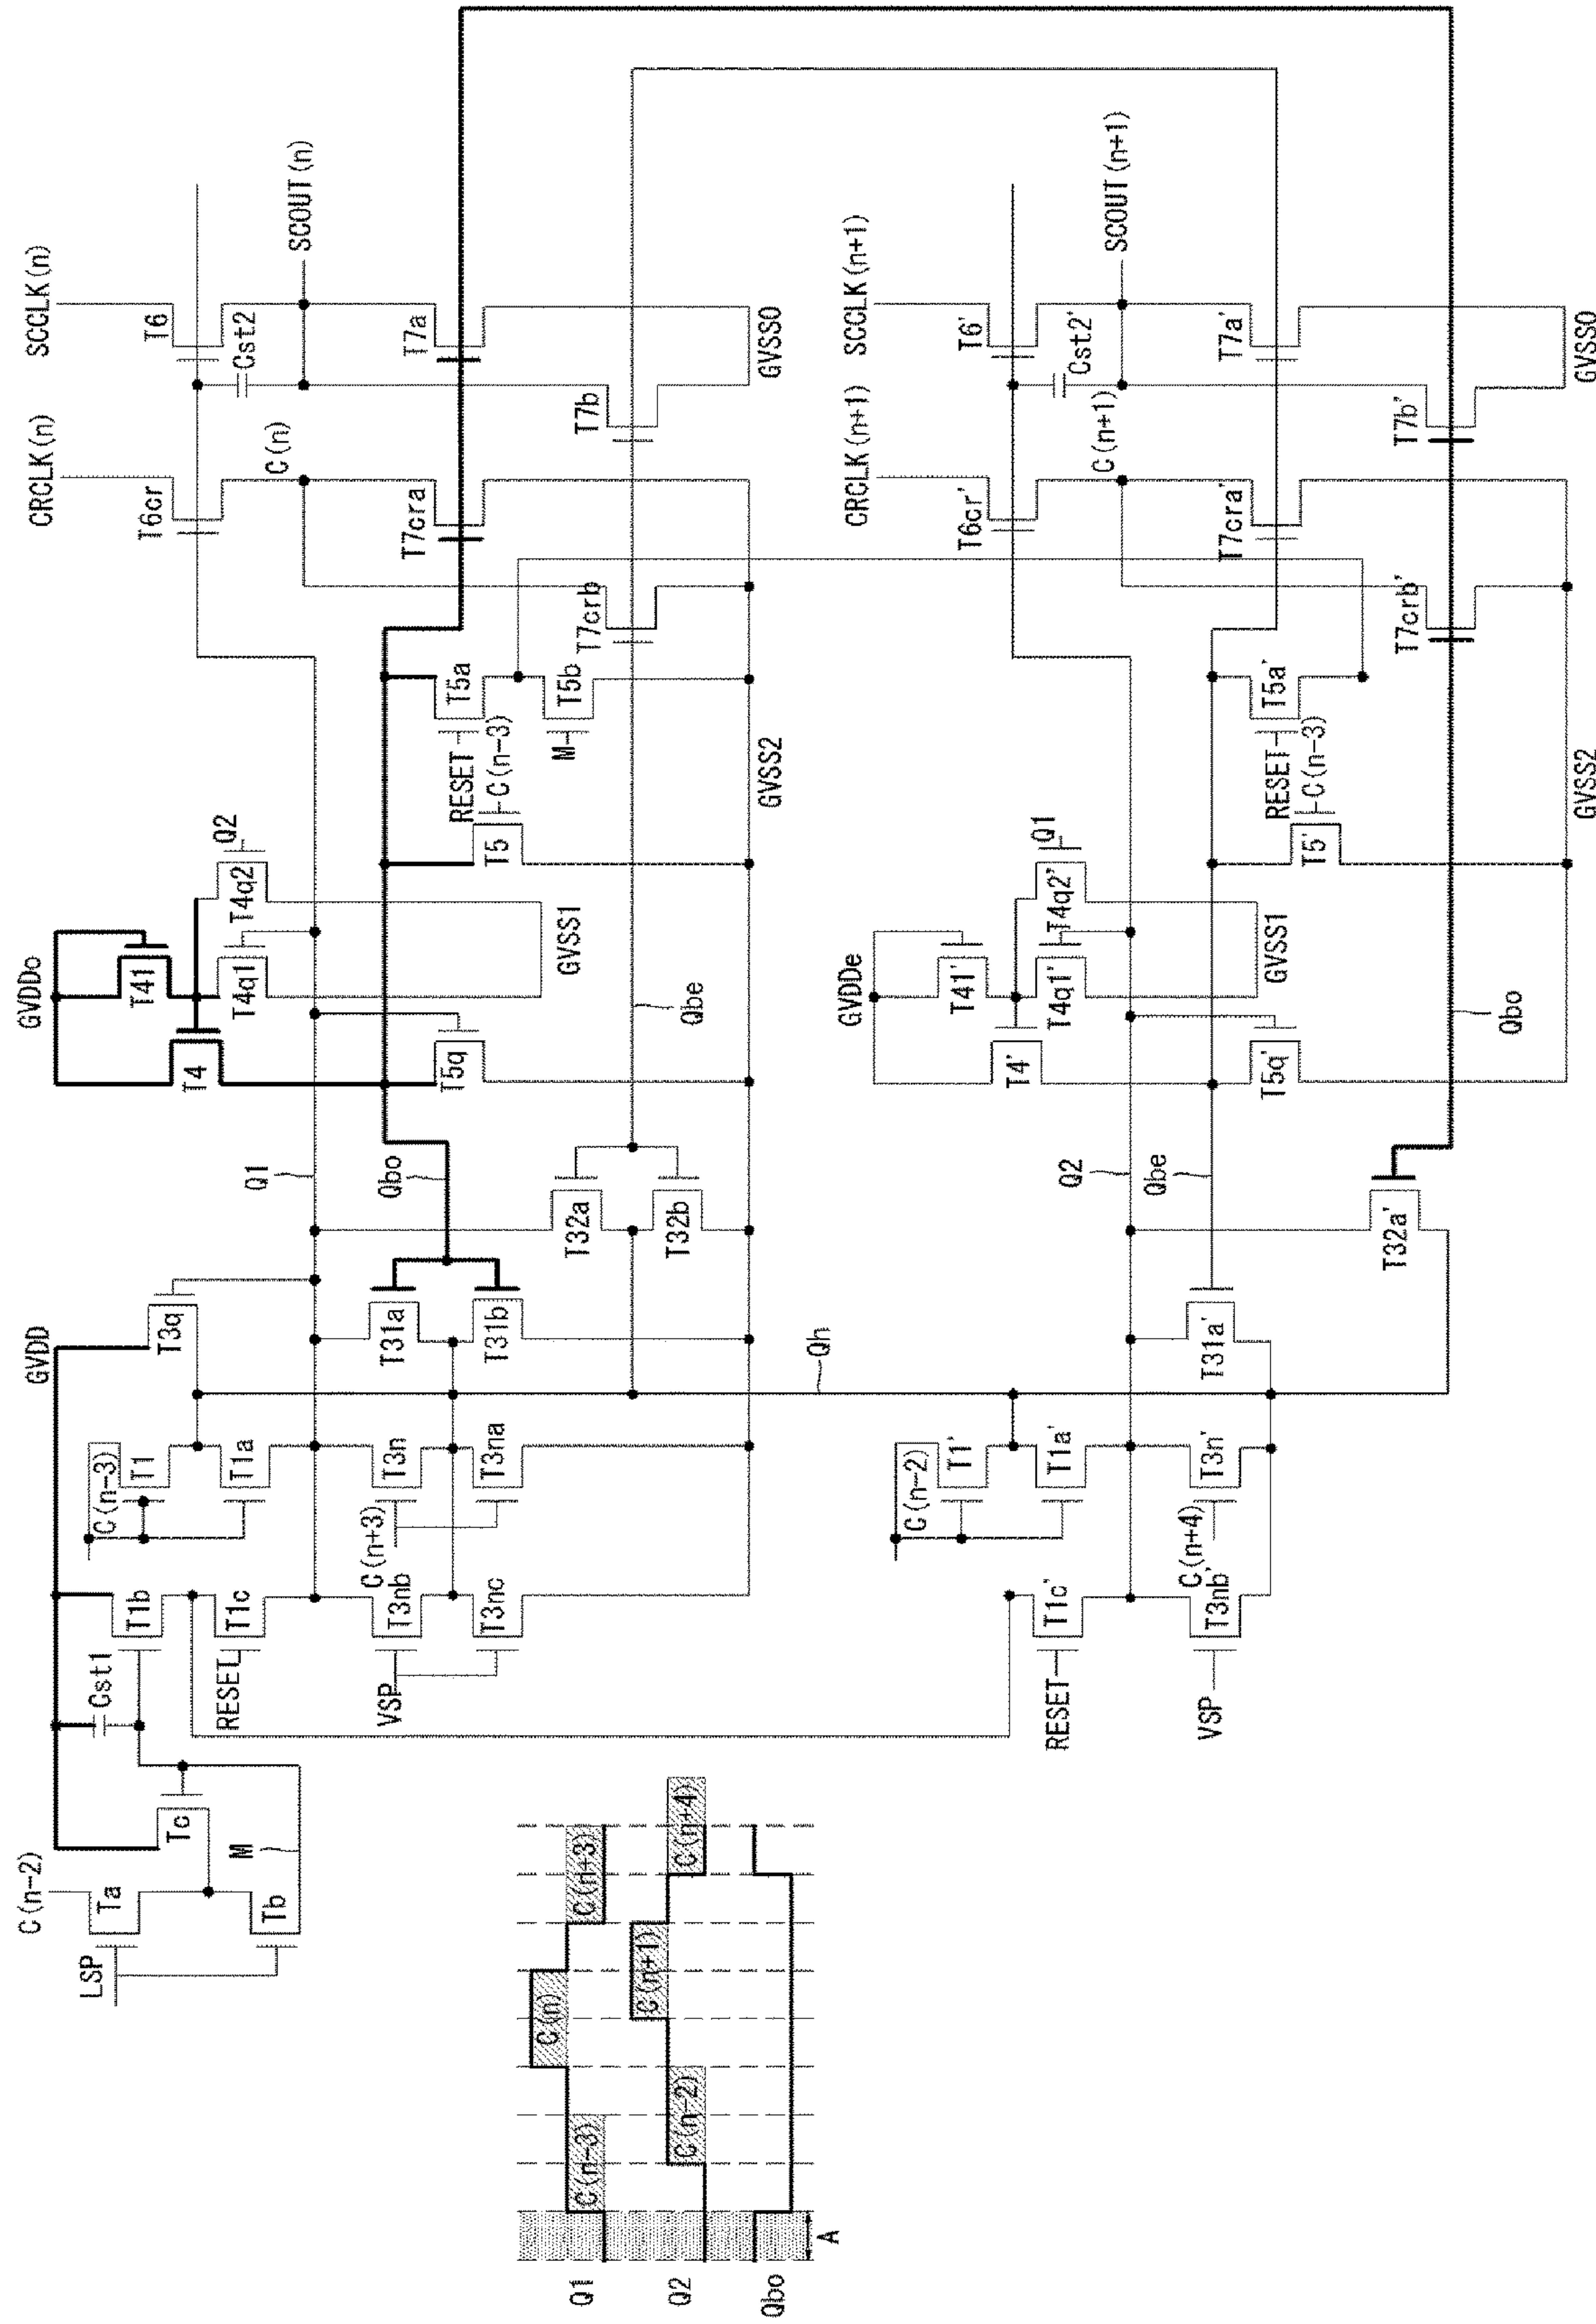 SCCLK(n)
CRCLK(n)
T6
T6cr
Cst2
SCOUT(n)
C(n)
T7a
T7cra
T7b
T7crb
GVSS0
GVDDo
T41
T4
T4q1
T4q2
Q2
GVSS1
T5q
T5
C(n-3)
RESET
T5a
T5b
M
GVSS2
Qbe
Q1
Qbo
T32a
T32b
T31a
T31b
GVDD
T3q
Qh
C(n-3)
T1
T1a
T3n
T3na
C(n+3)
T1b
T1c
RESET
Cst1
T3nb
T3nc
VSP
C(n-2)
Ta
Tb
Tc
M
LSP
SCCLK(n+1)
CRCLK(n+1)
T6'
T6cr'
Cst2'
SCOUT(n+1)
C(n+1)
T7a'
T7cra'
T7b'
T7crb'
GVSS0
GVDDe
T41'
T4'
T4q1'
T4q2'
Q1
GVSS1
T5q'
T5'
C(n-3)
RESET
T5a'
GVSS2
Qbo
Q2
Qbe
T31a'
T32a'
C(n-2)
T1'
T1a'
T3n'
C(n+4)
T1c'
RESET
T3nb'
VSP
Q1
C(n-3)
C(n)
C(n+3)
Q2
C(n-2)
C(n+1)
C(n+4)
Qbo
A